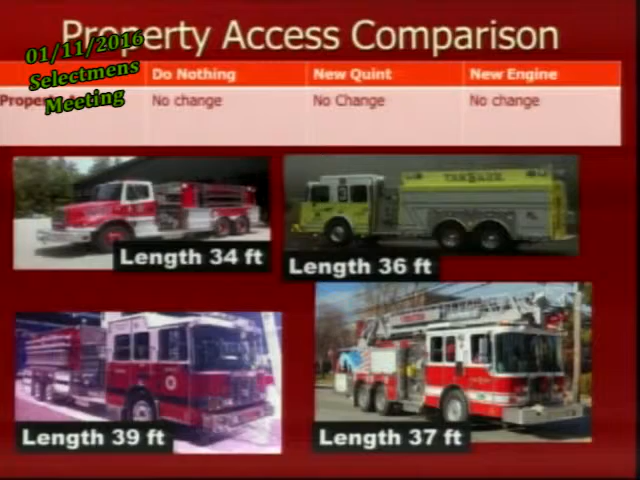 Property Access Comparison
01/11/2016
Selectmens
Meeting
Do Nothing New Quint New Engine
No change No Change No change
Length 34 ft
Length 36 ft
Length 39 ft
Length 37 ft